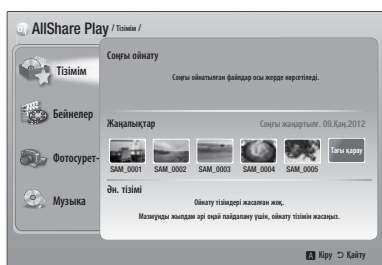 AllShare Play / Тізімім /
Тізімім
Бейнелер
Фотосурет-
Музыка
Соңғы ойнату
Соңғы ойнатылған файлдар осы жерде көрсетіледі.
Жаңалықтар
Соңғы жаңартылғ. 09.Қаң.2012
SAM_0001
SAM_0002
SAM_0003
SAM_0004
SAM_0005
Тағы қарау
Ән. тізімі
Ойнату тізімдері жасалған жоқ.
Мазмұнды жылдам әрі оңай пайдалану үшін, ойнату тізімін жасаңыз.
A Кіру Қайту